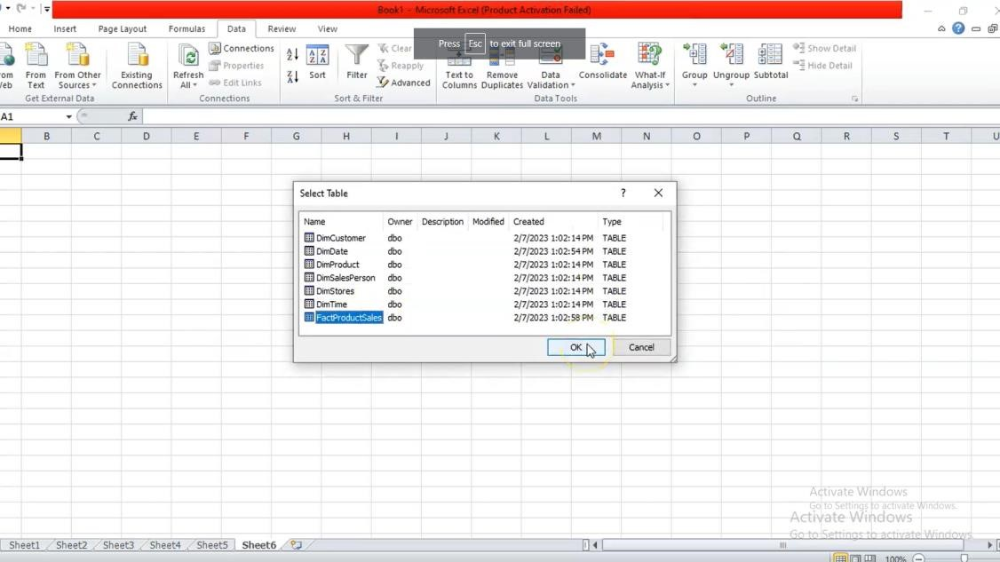 Book1 - Microsoft Excel (Product Activation Failed)
Home Insert Page Layout Formulas Data Review View
Press Esc to exit full screen
From Text
From Other Sources
Existing Connections
Get External Data
Refresh All
Connections
Properties
Edit Links
Connections
Sort
Filter
Clear
Reapply
Advanced
Sort & Filter
Text to Columns
Remove Duplicates
Data Validation
Consolidate
What-If Analysis
Data Tools
Group
Ungroup
Subtotal
Show Detail
Hide Detail
Outline
A1 fx
B C D E F G H I J K L M N O P Q R S T U
Select Table ?
Name Owner Description Modified Created Type
DimCustomer dbo 2/7/2023 1:02:14 PM TABLE
DimDate dbo 2/7/2023 1:02:54 PM TABLE
DimProduct dbo 2/7/2023 1:02:14 PM TABLE
DimSalesPerson dbo 2/7/2023 1:02:14 PM TABLE
DimStores dbo 2/7/2023 1:02:14 PM TABLE
DimTime dbo 2/7/2023 1:02:14 PM TABLE
FactProductSales dbo 2/7/2023 1:02:58 PM TABLE
OK Cancel
Activate Windows
Go to Settings to activate Windows.
Activate Windows
Go to Settings to activate Windows.
Sheet1 Sheet2 Sheet3 Sheet4 Sheet5 Sheet6
100%